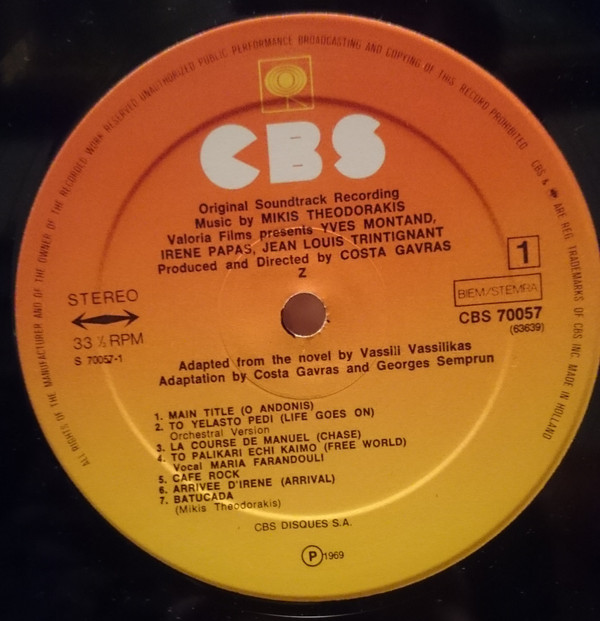 ALL RIGHTS OF THE MANUFACTURER AND OF THE OWNER OF THE RECORDED WORK RESERVED UNAUTHORIZED PUBLIC PERFORMANCE BROADCASTING AND COPYING OF THIS RECORD PROHIBITED CBS & ARE REG. TRADEMARKS OF CBS INC. MADE IN HOLLAND
CBS
Original Soundtrack Recording
Music by MIKIS THEODORAKIS
Valoria Films presents YVES MONTAND,
IRENE PAPAS, JEAN LOUIS TRINTIGNANT
Produced and Directed by COSTA GAVRAS
Z
1
STEREO
33 ⅓ RPM
S 70057-1
BIEM/STEMRA
CBS 70057
(63639)
Adapted from the novel by Vassili Vassilikas
Adaptation by Costa Gavras and Georges Semprun
1. MAIN TITLE (O ANDONIS)
2. TO YELASTO PEDI (LIFE GOES ON)
Orchestral Version
3. LA COURSE DE MANUEL (CHASE)
4. TO PALIKARI ECHI KAIMO (FREE WORLD)
Vocal MARIA FARANDOULI
5. CAFE ROCK
6. ARRIVEE D'IRENE (ARRIVAL)
7. BATUCADA
(Mikis Theodorakis)
CBS DISQUES S.A.
℗ 1969